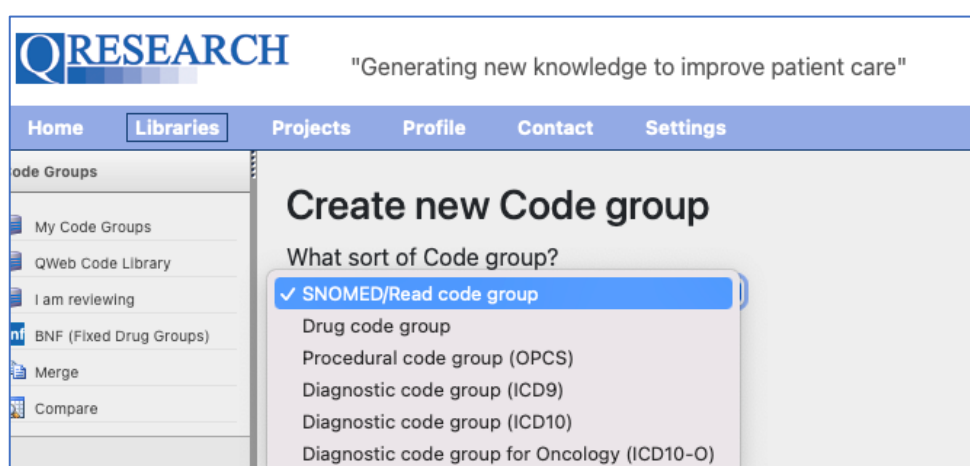 QRESEARCH
"Generating new knowledge to improve patient care"
Home Libraries Projects Profile Contact Settings
ode Groups
My Code Groups
QWeb Code Library
I am reviewing
nf BNF (Fixed Drug Groups)
Merge
Compare
Create new Code group
What sort of Code group?
✓ SNOMED/Read code group
Drug code group
Procedural code group (OPCS)
Diagnostic code group (ICD9)
Diagnostic code group (ICD10)
Diagnostic code group for Oncology (ICD10-O)